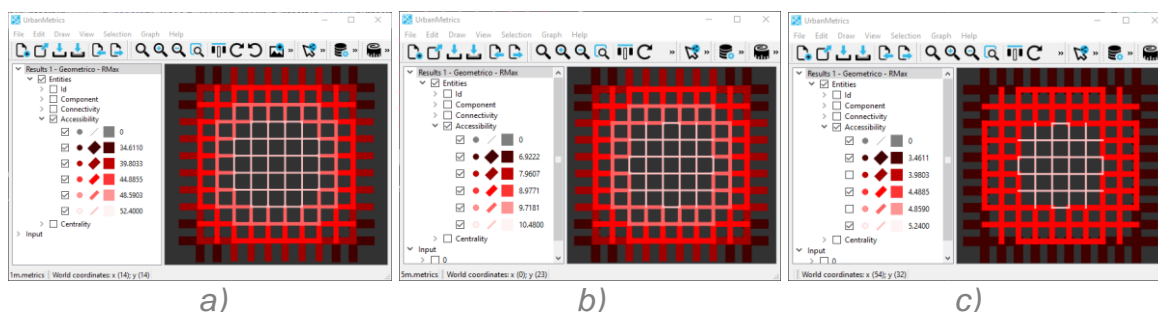 UrbanMetrics
File Edit Draw View Selection Graph Help
Results 1 - Geometrico - RMax
Entities
Id
Component
Connectivity
Accessibility
0
34.6110
39.8033
44.8855
48.5903
52.4000
Centrality
Input
1m.metrics World coordinates: x (14); y (14)
a)
UrbanMetrics
File Edit Draw View Selection Graph Help
Results 1 - Geometrico - RMax
Entities
Id
Component
Connectivity
Accessibility
0
6.9222
7.9607
8.9771
9.7181
10.4800
Centrality
Input
0
5m.metrics World coordinates: x (0); y (23)
b)
UrbanMetrics
File Edit Draw View Selection Graph Help
Results 1 - Geometrico - RMax
Entities
Id
Component
Connectivity
Accessibility
0
3.4611
3.9803
4.4885
4.8590
5.2400
Centrality
Input
0
World coordinates: x (54); y (32)
c)